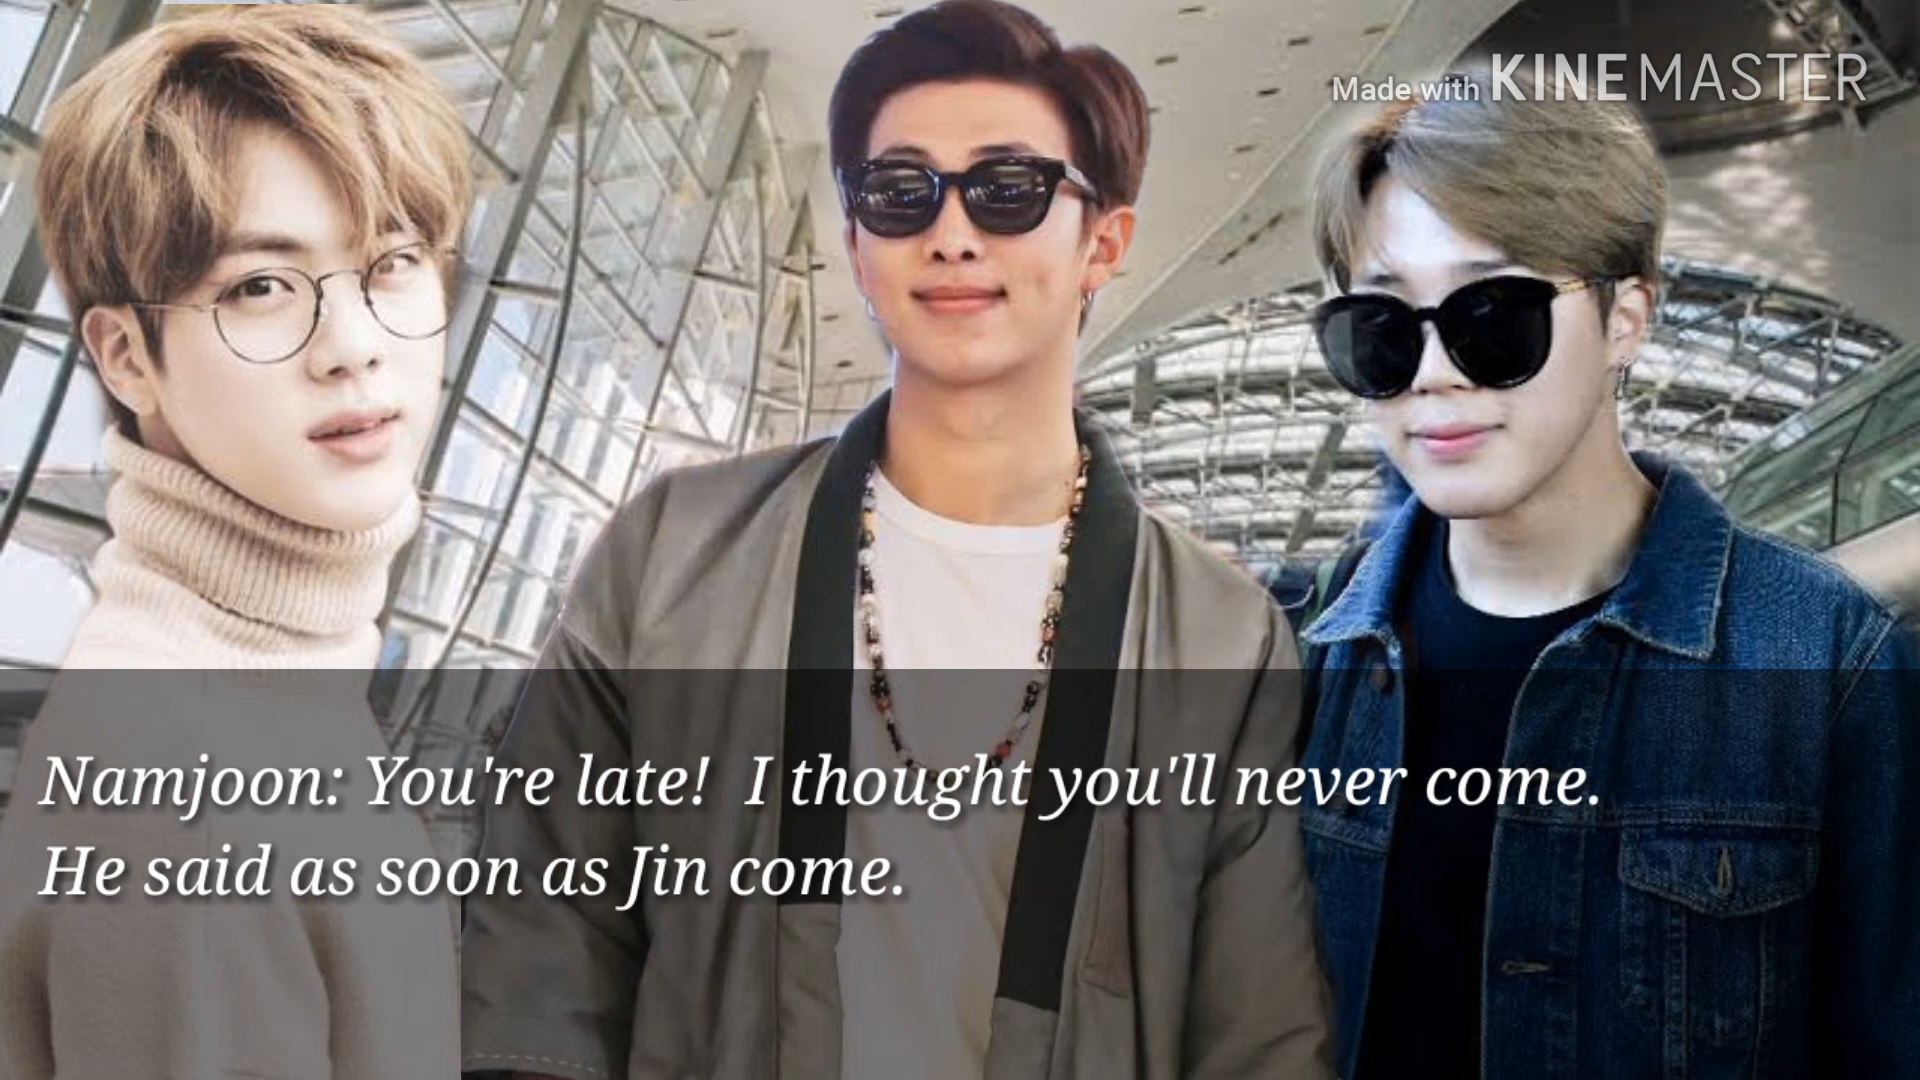 Made with KINEMASTER
Namjoon: You're late! I thought you'll never come.
He said as soon as Jin come.